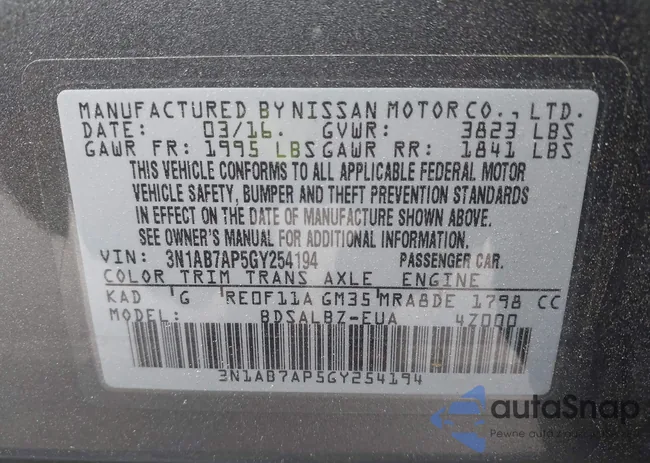 MANUFACTURED BY NISSAN MOTOR CO., LTD.
DATE: 03/16. GVWR: 3823 LBS
GAWR FR: 1995 LBS GAWR RR: 1841 LBS
THIS VEHICLE CONFORMS TO ALL APPLICABLE FEDERAL MOTOR
VEHICLE SAFETY, BUMPER AND THEFT PREVENTION STANDARDS
IN EFFECT ON THE DATE OF MANUFACTURE SHOWN ABOVE.
SEE OWNER'S MANUAL FOR ADDITIONAL INFORMATION.
VIN: 3N1AB7AP5GY254194 PASSENGER CAR.
COLOR TRIM TRANS AXLE ENGINE
KAD G RE0F11A GM35 MRA8DE 1798 CC
MODEL: BDSALBZ-EUA 4Z000
3N1AB7AP5GY254194
autoSnap
Pewne auto z